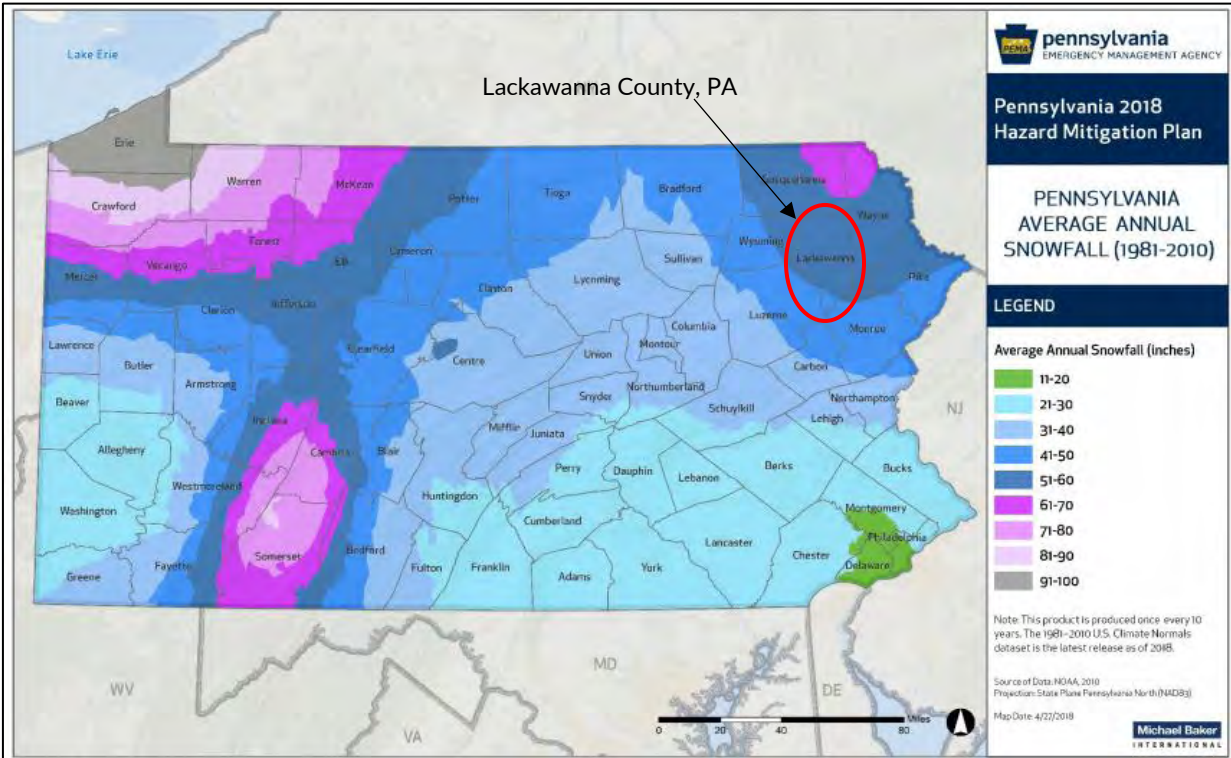 Lake Erie
Lackawanna County, PA
Erie
Warren
McKean
Crawford
Potter
Tioga
Bradford
Susquehanna
Wayne
Forest
Venango
Mercer
Elk
Cameron
Wyoming
Lackawanna
Sullivan
Pike
Lycoming
Clinton
Jefferson
Clarion
Luzerne
Columbia
Monroe
Lawrence
Butler
Clearfield
Centre
Union
Montour
Carbon
Armstrong
Northumberland
Snyder
Northampton
Beaver
Schuylkill
Lehigh
NJ
Indiana
Mifflin
Juniata
Allegheny
Cambria
Blair
Perry
Dauphin
Lebanon
Berks
Bucks
Westmoreland
Huntingdon
Washington
Cumberland
Montgomery
Philadelphia
Lancaster
Chester
Somerset
Bedford
Delaware
Greene
Fayette
Fulton
Franklin
Adams
York
WV
MD
DE
VA
Miles
0 20 40 80
PEMA
pennsylvania
EMERGENCY MANAGEMENT AGENCY
Pennsylvania 2018
Hazard Mitigation Plan
PENNSYLVANIA
AVERAGE ANNUAL
SNOWFALL (1981-2010)
LEGEND
Average Annual Snowfall (inches)
11-20
21-30
31-40
41-50
51-60
61-70
71-80
81-90
91-100
Note: This product is produced once every 10
years. The 1981-2010 U.S. Climate Normals
dataset is the latest release as of 2018.
Source of Data: NOAA, 2010
Projection: State Plane Pennsylvania North (NAD83)
Map Date: 4/27/2018
Michael Baker
INTERNATIONAL